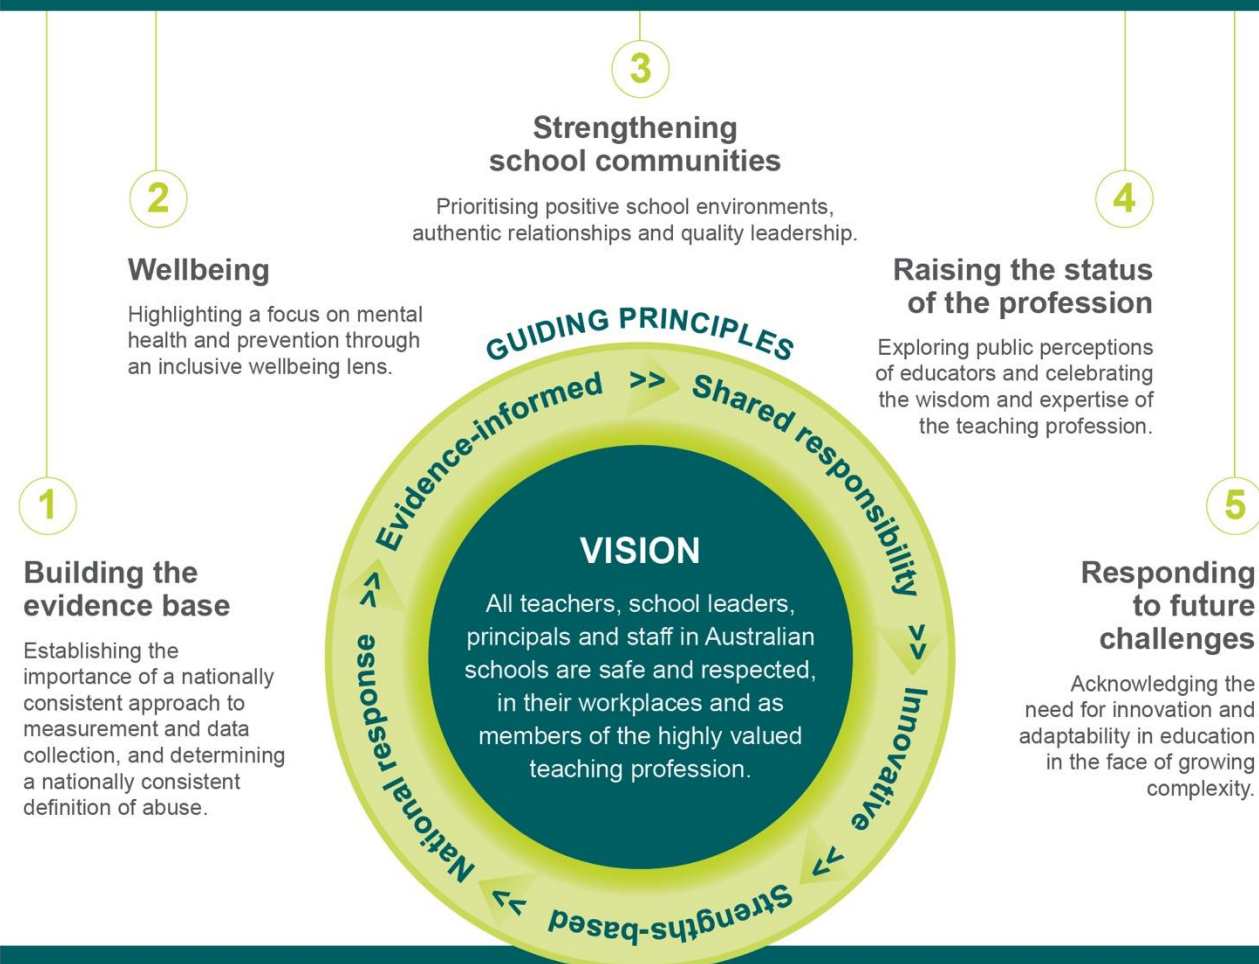 1
Building the
evidence base
Establishing the
importance of a nationally
consistent approach to
measurement and data
collection, and determining
a nationally consistent
definition of abuse.
2
Wellbeing
Highlighting a focus on mental
health and prevention through
an inclusive wellbeing lens.
3
Strengthening
school communities
Prioritising positive school environments,
authentic relationships and quality leadership.
4
Raising the status
of the profession
Exploring public perceptions
of educators and celebrating
the wisdom and expertise of
the teaching profession.
5
Responding
to future
challenges
Acknowledging the
need for innovation and
adaptability in education
in the face of growing
complexity.
GUIDING PRINCIPLES
Evidence-informed >> Shared responsibility >> Innovative >> Strengths-based >> National response >>
VISION
All teachers, school leaders,
principals and staff in Australian
schools are safe and respected,
in their workplaces and as
members of the highly valued
teaching profession.